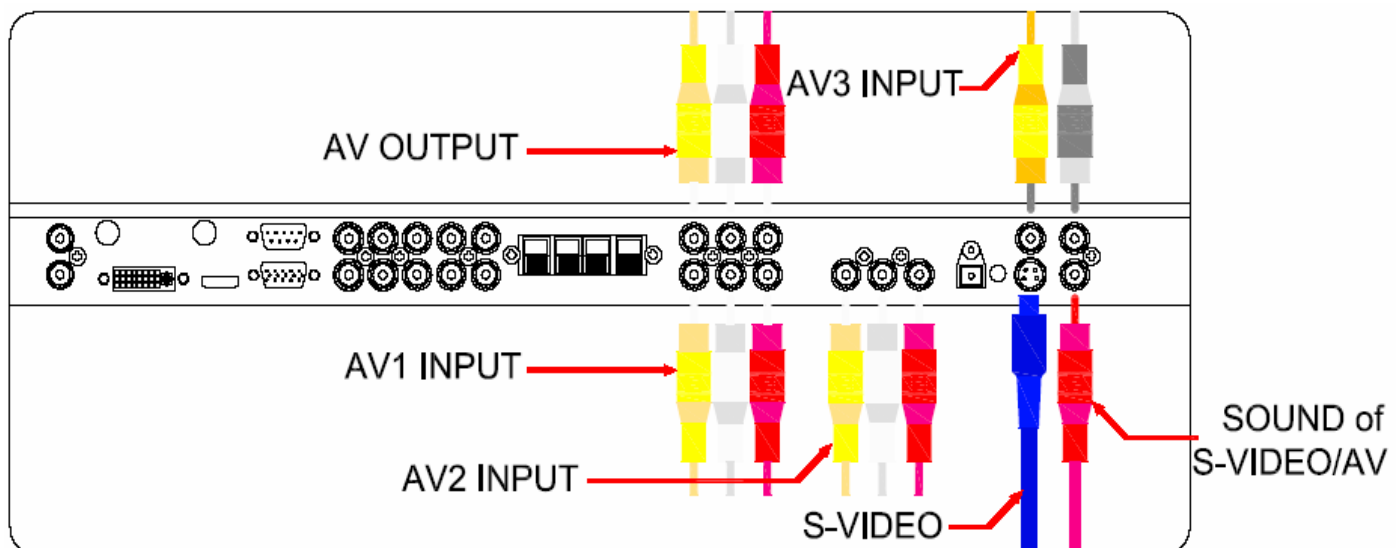 AV3 INPUT
AV OUTPUT
AV1 INPUT
AV2 INPUT
S-VIDEO
SOUND of
S-VIDEO/AV